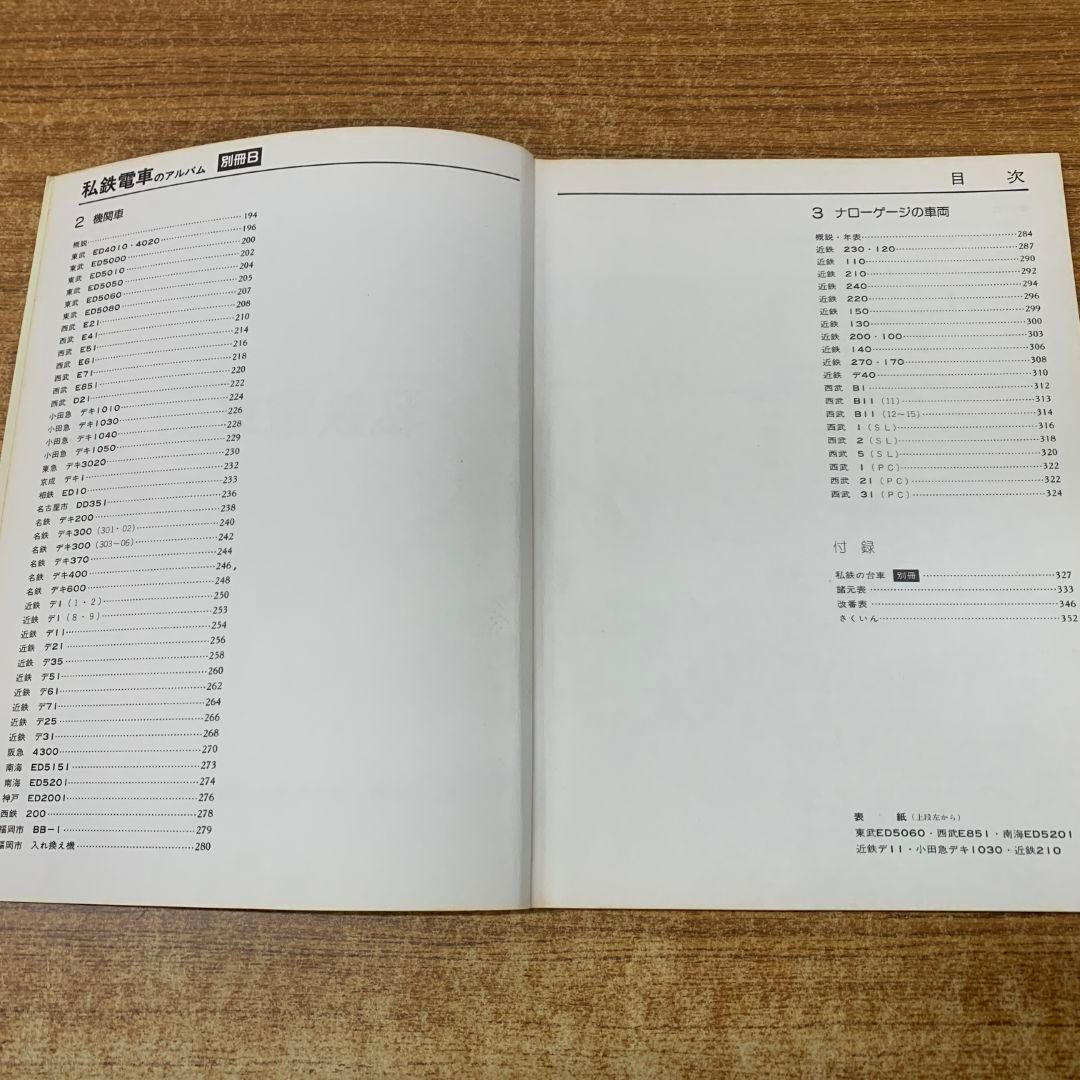 私鉄電車のアルバム 別冊B
2 機関車
概説……194
東武 ED4010・4020……196
東武 ED5000……200
東武 ED5010……202
東武 ED5050……204
東武 ED5060……205
東武 ED5080……207
西武 E21……208
西武 E41……210
西武 E51……214
西武 E61……216
西武 E71……218
西武 E851……220
西武 D21……222
小田急 デキ1010……224
小田急 デキ1030……226
小田急 デキ1040……228
小田急 デキ1050……229
東急 デキ3020……230
京成 デキ1……232
相鉄 ED10……233
名古屋市 DD351……236
名鉄 デキ200……238
名鉄 デキ300(301・02)……240
名鉄 デキ300(303〜06)……242
名鉄 デキ370……244
名鉄 デキ400……246
名鉄 デキ600……248
近鉄 デ1(1・2)……250
近鉄 デ1(8・9)……253
近鉄 デ11……254
近鉄 デ21……256
近鉄 デ35……258
近鉄 デ51……260
近鉄 デ61……262
近鉄 デ71……264
近鉄 デ25……266
近鉄 デ31……268
阪急 4300……270
南海 ED5151……273
南海 ED5201……274
神戸 ED2001……276
西鉄 200……278
福岡市 BB-1……279
福岡市 入れ換え機……280
目 次
3 ナローゲージの車両
概説・年表……284
近鉄 230・120……287
近鉄 110……290
近鉄 210……292
近鉄 240……294
近鉄 220……296
近鉄 150……299
近鉄 130……300
近鉄 200・100……303
近鉄 140……306
近鉄 270・170……308
近鉄 デ40……310
西武 B1……312
西武 B11(11)……313
西武 B11(12〜15)……314
西武 1(SL)……316
西武 2(SL)……318
西武 5(SL)……320
西武 1(PC)……322
西武 21(PC)……322
西武 31(PC)……324
付 録
私鉄の台車 別冊……327
諸元表……333
改番表……346
さくいん……352
表 紙(上段左から)
東武ED5060・西武E851・南海ED5201
近鉄デ11・小田急デキ1030・近鉄210